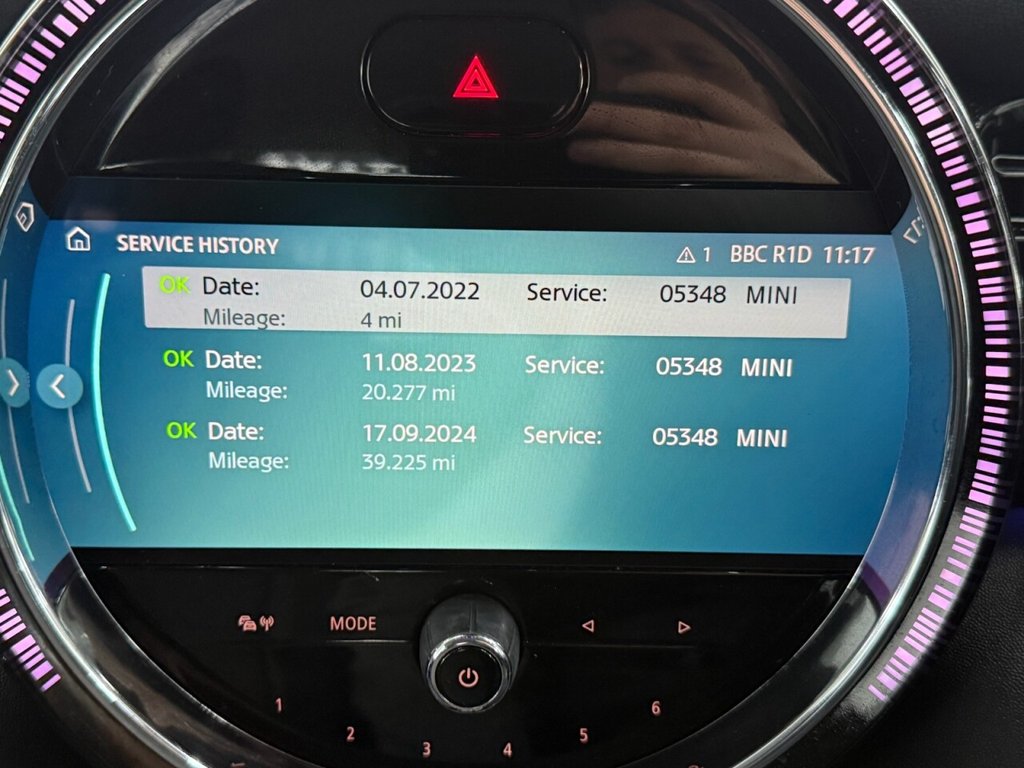 SERVICE HISTORY 1 BBC R1D 11:17
OK Date: 04.07.2022 Service: 05348 MINI
Mileage: 4 mi
OK Date: 11.08.2023 Service: 05348 MINI
Mileage: 20.277 mi
OK Date: 17.09.2024 Service: 05348 MINI
Mileage: 39.225 mi
MODE
1 2 3 4 5 6